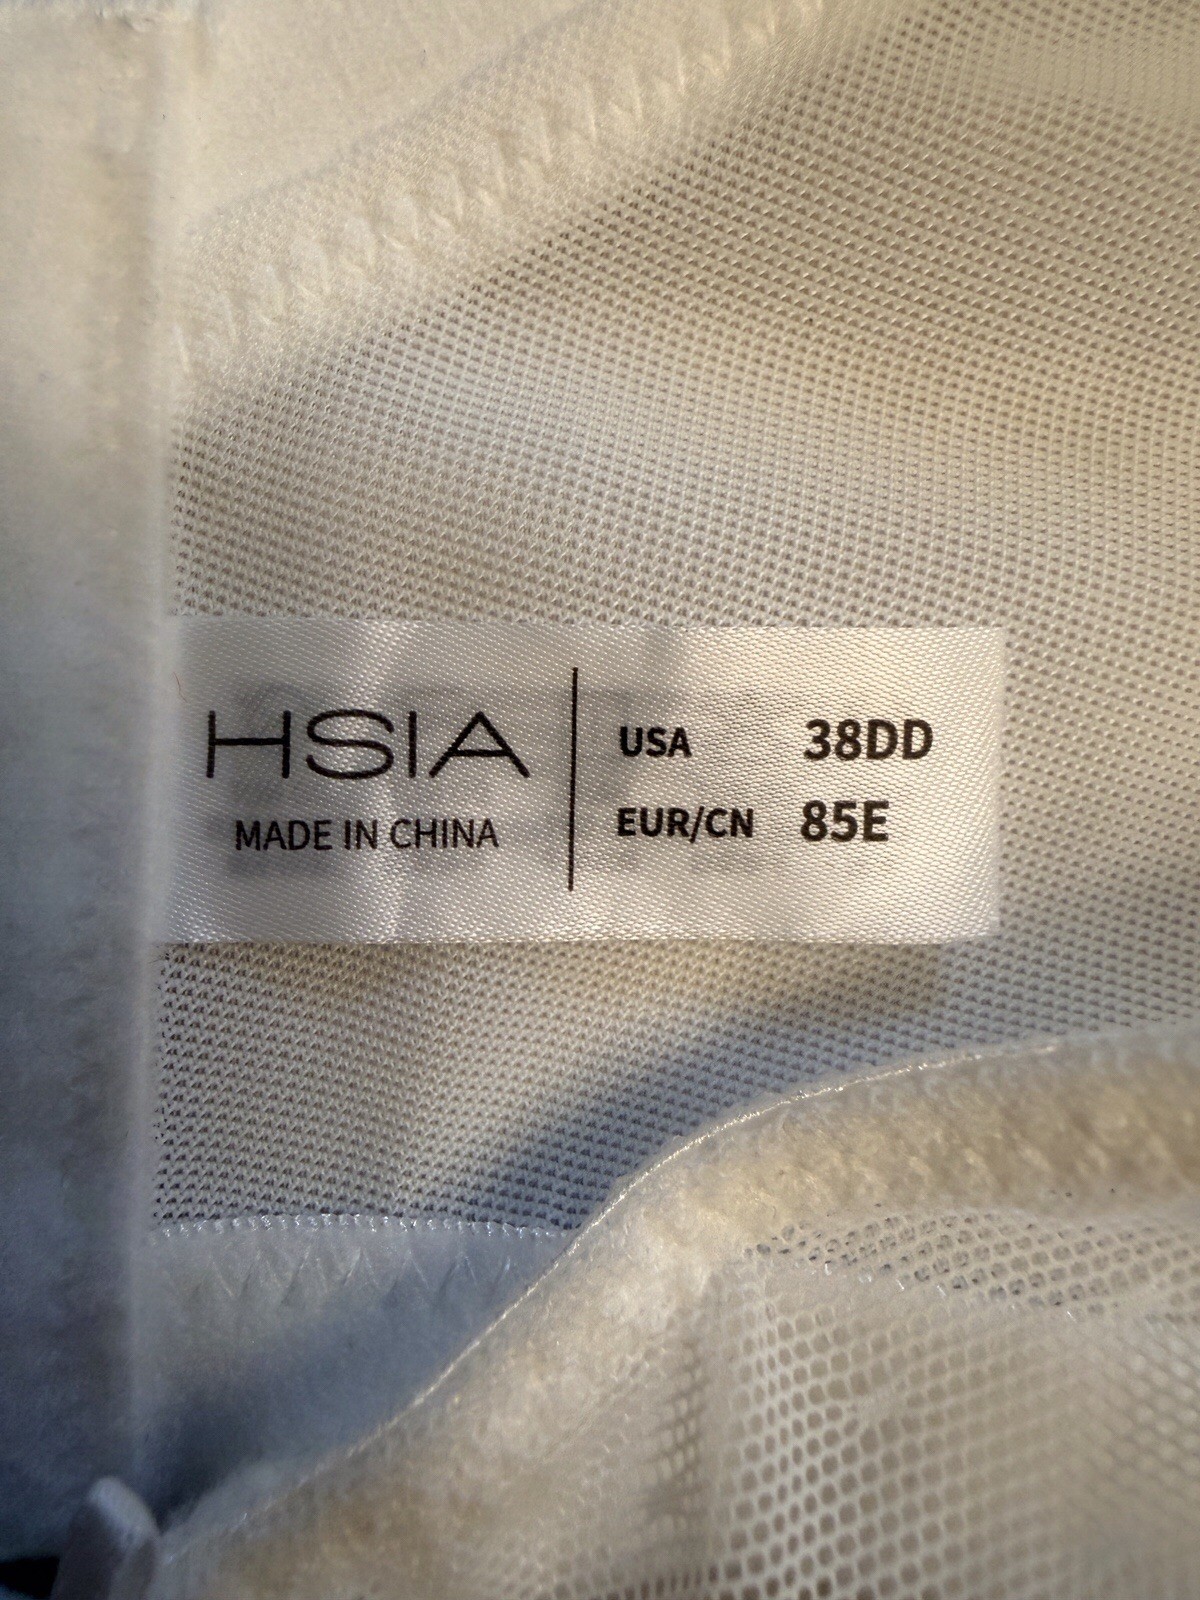 HSIA
MADE IN CHINA
USA 38DD
EUR/CN 85E